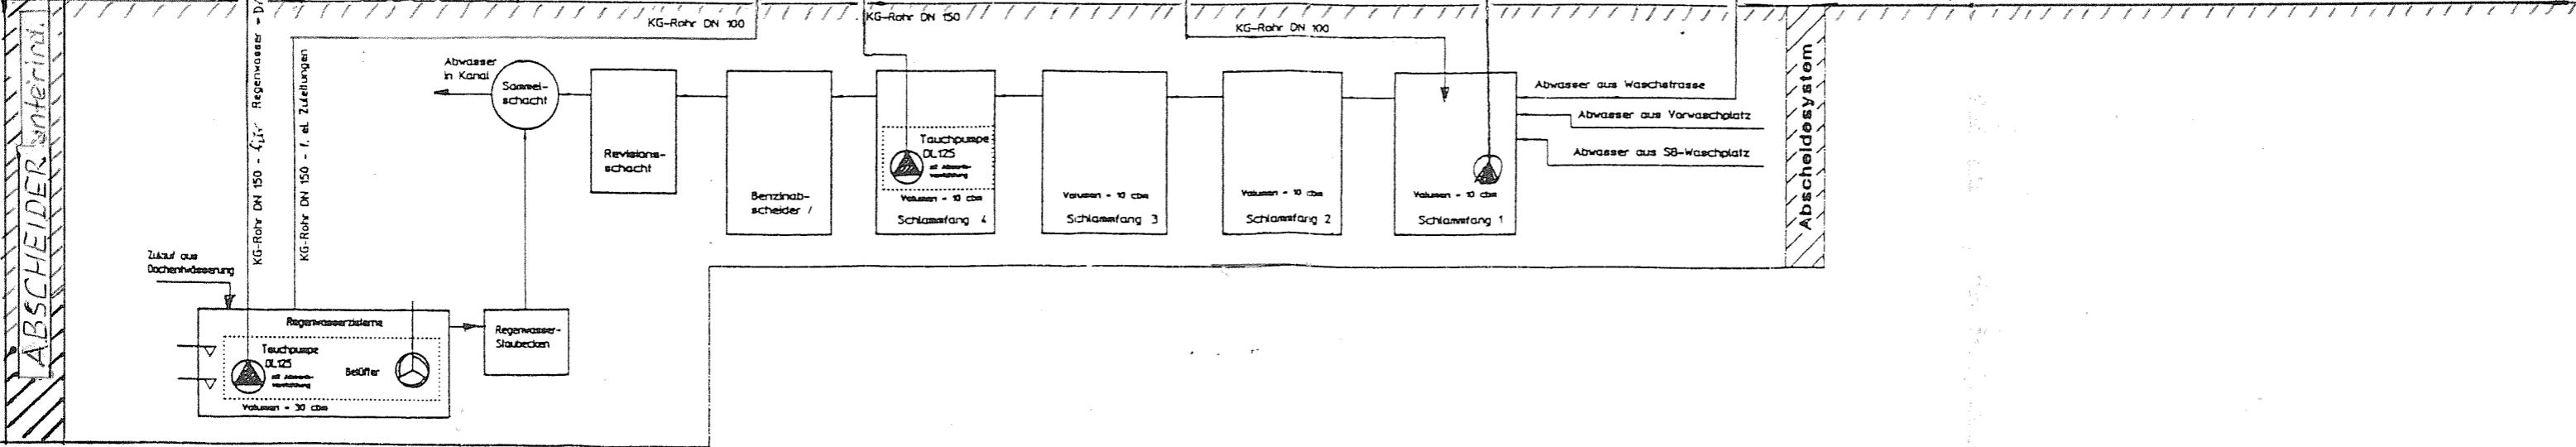 ABSCHEIDER unterird.
KG-Rohr DN 150 - für Regenwasser -
KG-Rohr DN 150 - f. el. Zuleitungen
KG-Rohr DN 100
KG-Rohr DN 150
KG-Rohr DN 100
Abwasser
in Kanal
Sammel-
schacht
Revisions-
schacht
Benzinab-
scheider /
Tauchpumpe
DL125
Volumen = 10 cbm
Schlammfang 4
Volumen = 10 cbm
Schlammfang 3
Volumen = 10 cbm
Schlammfang 2
Volumen = 10 cbm
Schlammfang 1
Abwasser aus Waschstrasse
Abwasser aus Vorwaschplatz
Abwasser aus SB-Waschplatz
Abscheidesystem
Zulauf aus
Dachentwässerung
Regenwasserzisterne
Tauchpumpe
DL125
Belüfter
Volumen = 30 cbm
Regenwasser-
Staubecken